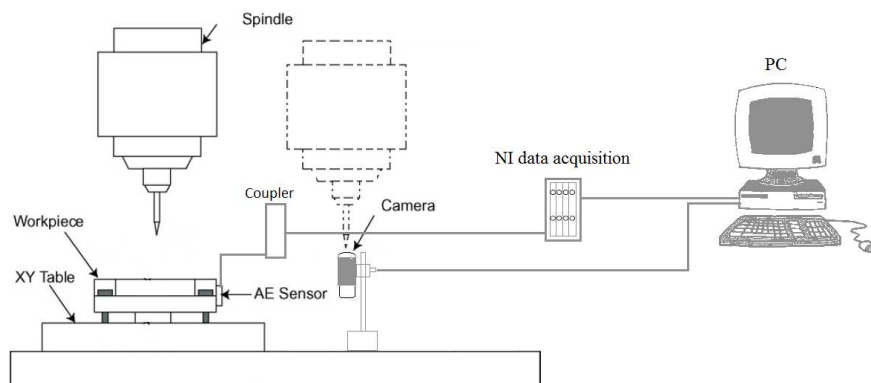 Spindle
PC
NI data acquisition
Coupler
Camera
Workpiece
XY Table
AE Sensor